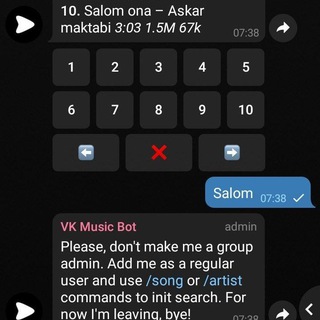 10. Salom ona – Askar
maktabi 3:03 1.5M 67k
07:38
1 2 3 4 5
6 7 8 9 10
Salom 07:38
VK Music Bot admin
Please, don't make me a group
admin. Add me as a regular
user and use /song or /artist
commands to init search. For
now I'm leaving, bye!
07:38